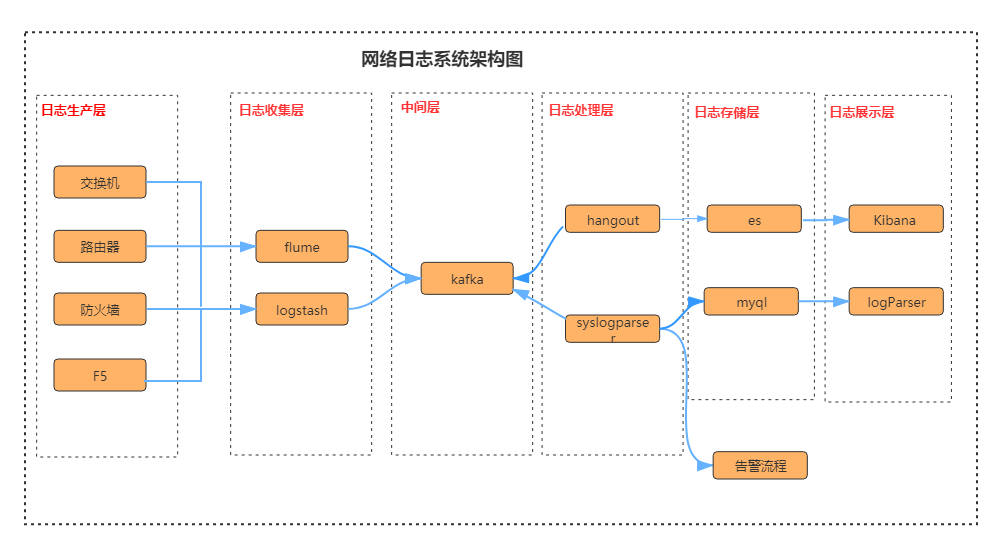 网络日志系统架构图
日志生产层
日志收集层
中间层
日志处理层
日志存储层
日志展示层
交换机
路由器
防火墙
F5
flume
logstash
kafka
hangout
syslogparse
r
es
myql
Kibana
logParser
告警流程